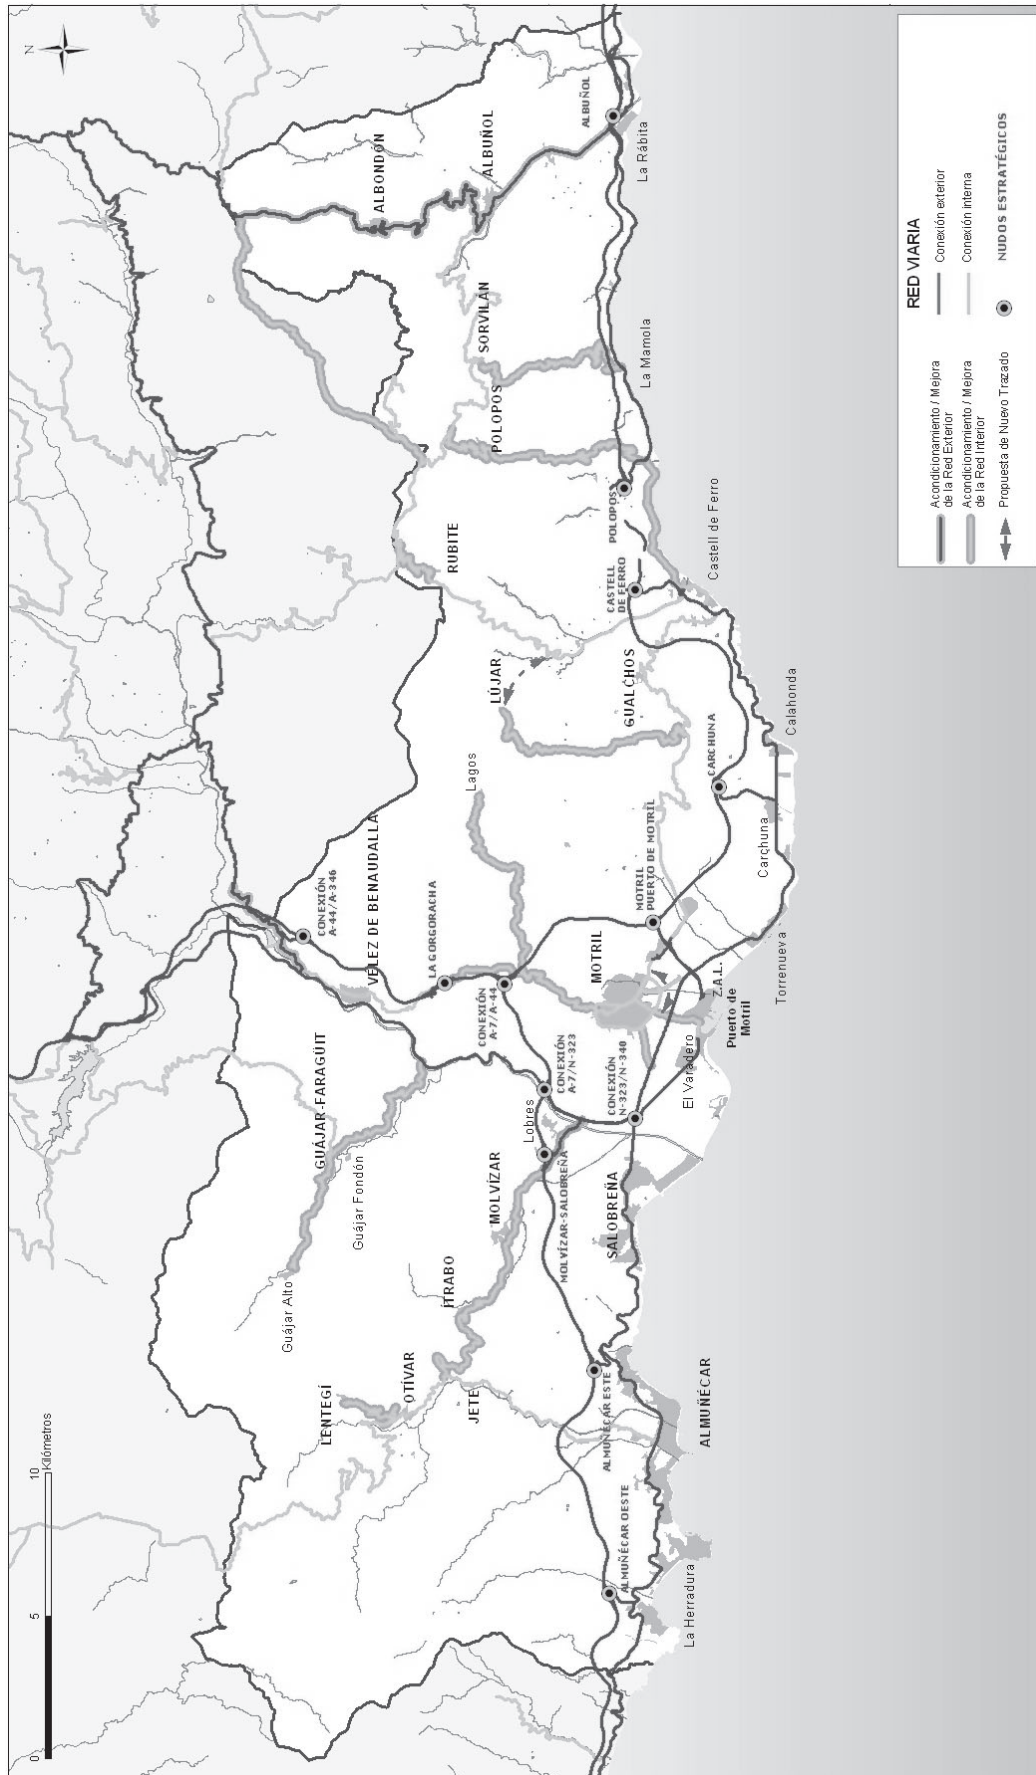 N
0
5
10
Kilómetros
LENTEGÍ
OTÍVAR
JETE
ÍTRABO
MOLVÍZAR
Lobres
Guájar Alto
Guájar Fondón
GUÁJAR-FARAGÜIT
VÉLEZ DE BENAUDALLA
CONEXIÓN
A-44/A-346
LA GORGORACHA
CONEXIÓN
A-7/A-44
CONEXIÓN
A-7/N-323
CONEXIÓN
N-323/N-340
MOLVÍZAR-SALOBREÑA
SALOBREÑA
ALMUÑÉCAR ESTE
ALMUÑÉCAR OESTE
ALMUÑÉCAR
La Herradura
MOTRIL
MOTRIL
PUERTO DE MOTRIL
Z.A.L.
Puerto de
Motril
El Varadero
Torrenueva
Carchuna
CARCHUNA
Calahonda
Lagos
LÚJAR
GUALCHOS
RUBITE
CASTELL
DE FERRO
Castell de Ferro
POLOPOS
POLOPOS
SORVILÁN
La Mamola
ALBONDÓN
ALBUÑOL
ALBUÑOL
La Rábita
RED VIARIA
Acondicionamiento / Mejora
de la Red Exterior
Conexión exterior
Acondicionamiento / Mejora
de la Red Interior
Conexión interna
Propuesta de Nuevo Trazado
NUDOS ESTRATÉGICOS